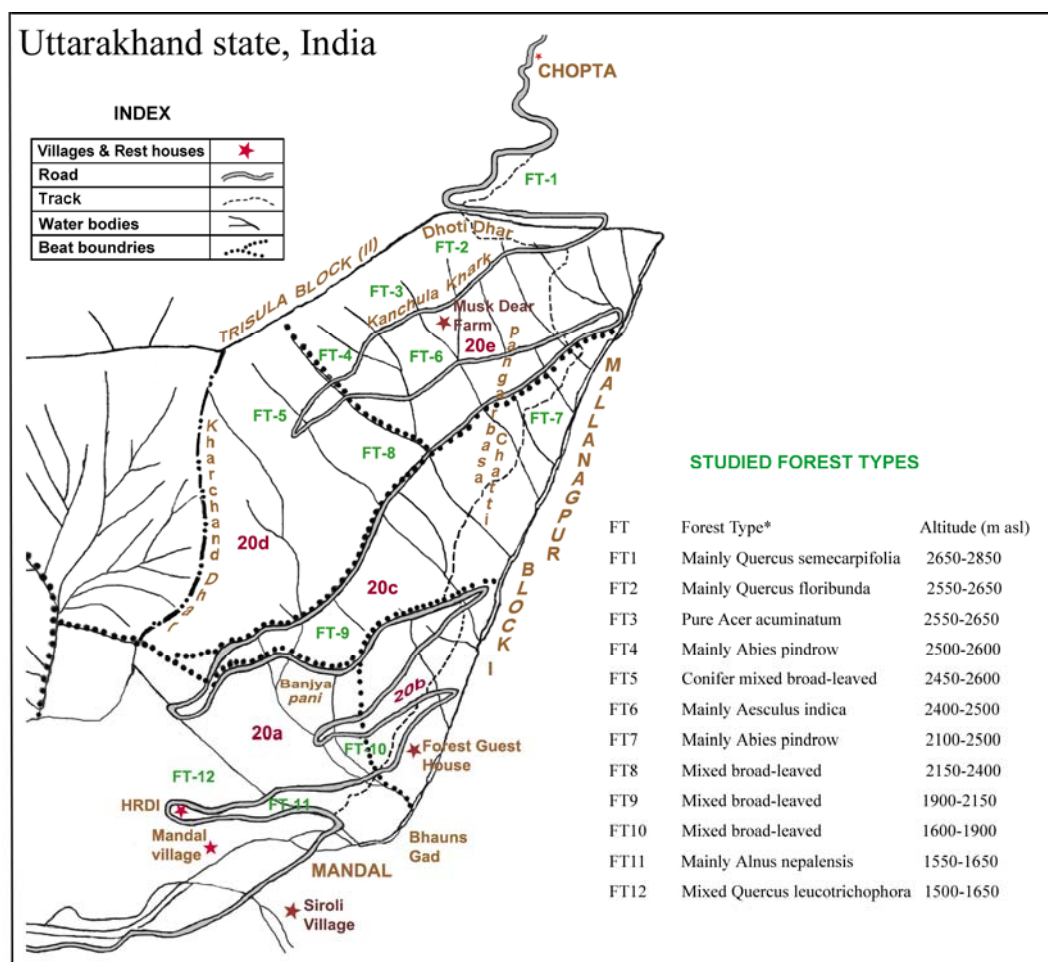 Uttarakhand state, India
CHOPTA
INDEX
Villages & Rest houses
Road
Track
Water bodies
Beat boundries
FT-1
Dhoti Dhar
FT-2
TRISULA BLOCK (II)
FT-3
Kanchula Khark
Musk Dear
Farm
20e
FT-4
FT-6
pangarbasa
Chatti
MALLANAGPUR BLOCK I
FT-5
FT-7
FT-8
Kharchand Dhar
20d
20c
FT-9
Banjya
pani
20b
20a
FT-10
Forest Guest
House
FT-12
HRDI
FT-11
Mandal
village
MANDAL
Bhauns
Gad
Siroli
Village
STUDIED FOREST TYPES
FT Forest Type* Altitude (m asl)
FT1 Mainly Quercus semecarpifolia 2650-2850
FT2 Mainly Quercus floribunda 2550-2650
FT3 Pure Acer acuminatum 2550-2650
FT4 Mainly Abies pindrow 2500-2600
FT5 Conifer mixed broad-leaved 2450-2600
FT6 Mainly Aesculus indica 2400-2500
FT7 Mainly Abies pindrow 2100-2500
FT8 Mixed broad-leaved 2150-2400
FT9 Mixed broad-leaved 1900-2150
FT10 Mixed broad-leaved 1600-1900
FT11 Mainly Alnus nepalensis 1550-1650
FT12 Mixed Quercus leucotrichophora 1500-1650